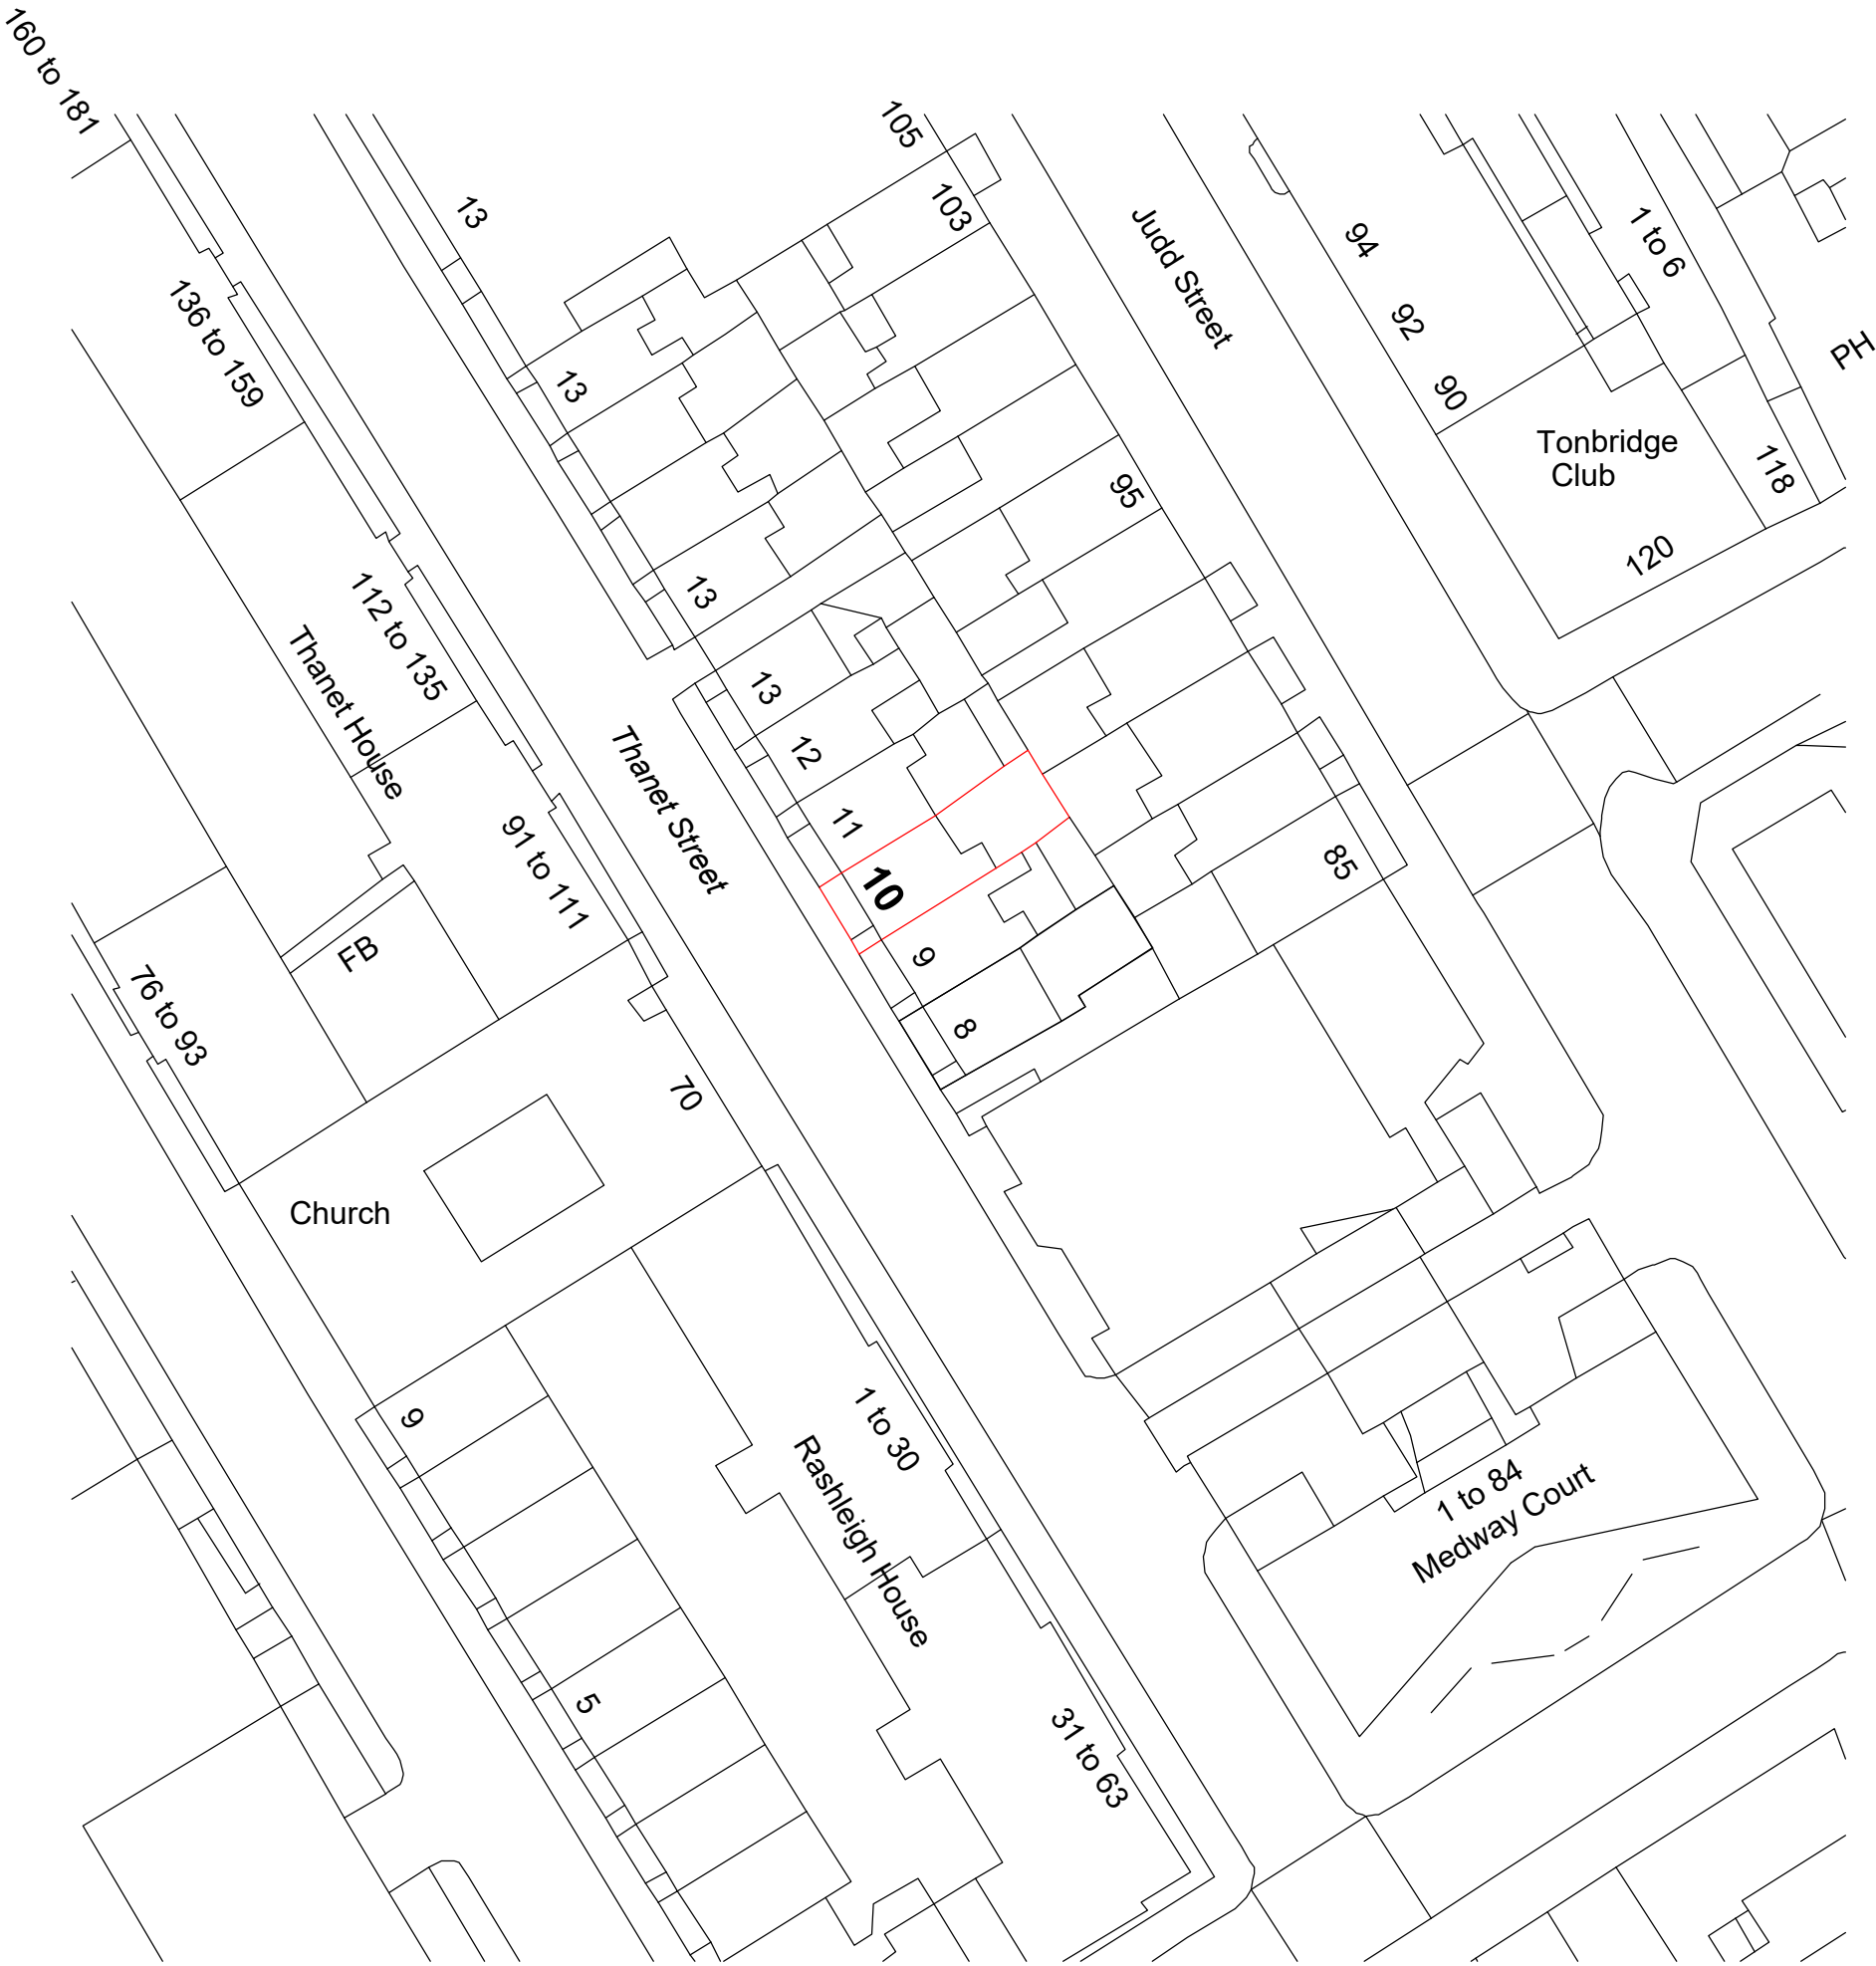 160 to 181
105
13
103
Judd Street
94
1 to 6
136 to 159
92
PH
13
90
Tonbridge
Club
118
95
120
112 to 135
13
Thanet House
13
12
Thanet Street
11
91 to 111
10
85
FB
9
76 to 93
8
70
Church
9
1 to 30
Rashleigh House
1 to 84
Medway Court
5
31 to 63